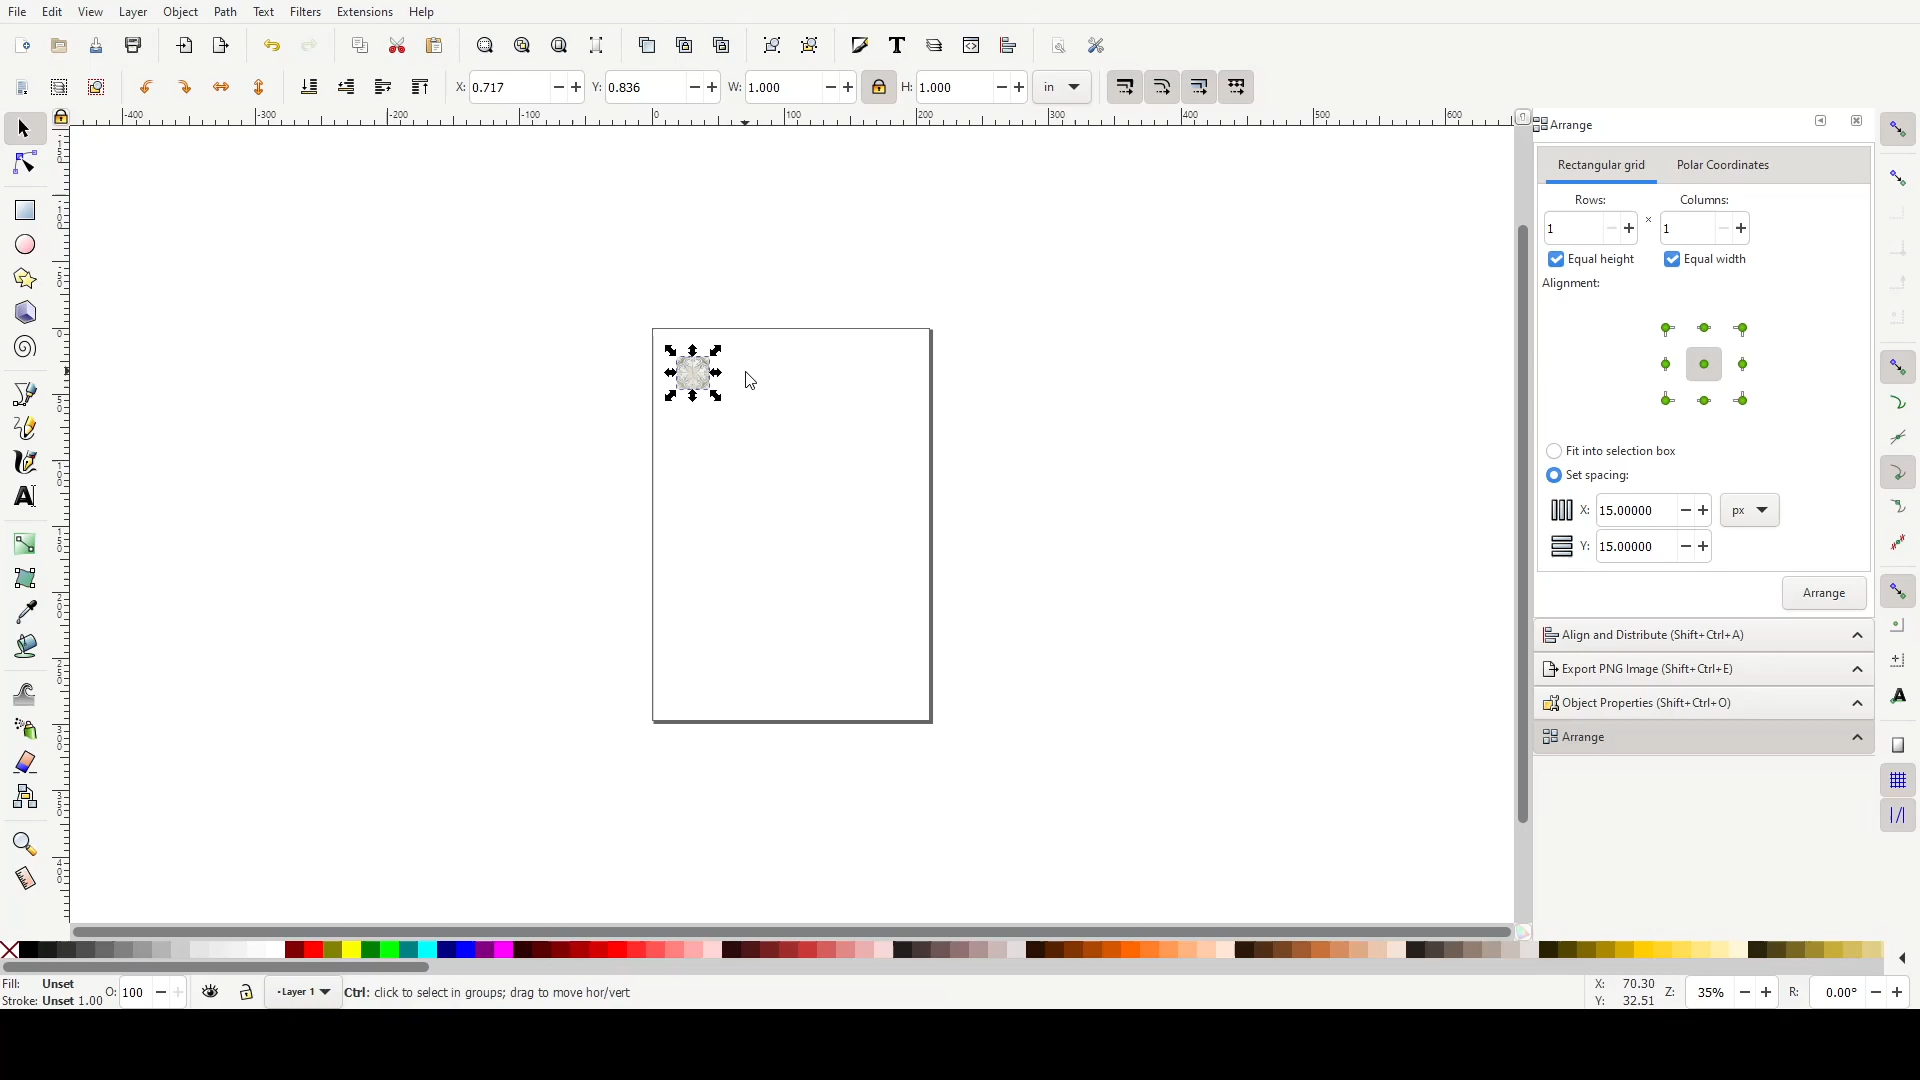 File Edit View Layer Object Path Text Filters Extensions Help
X: 0.717 Y: 0.836 W: 1.000 H: 1.000 in
-400 -300 -200 -100 0 100 200 300 400 500 600
Arrange
Rectangular grid Polar Coordinates
Rows: Columns:
1 × 1
Equal height Equal width
Alignment:
Fit into selection box
Set spacing:
X: 15.00000 px
Y: 15.00000
Arrange
Align and Distribute (Shift+Ctrl+A)
Export PNG Image (Shift+Ctrl+E)
Object Properties (Shift+Ctrl+O)
Arrange
Fill: Unset
Stroke: Unset 1.00 O: 100 •Layer 1 Ctrl: click to select in groups; drag to move hor/vert X: 70.30 Y: 32.51 Z: 35% R: 0.00°